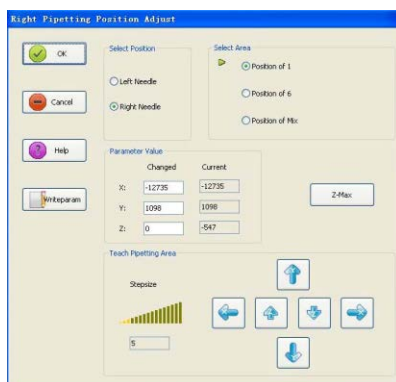 Right Pipetting Position Adjust
OK
Cancel
Help
Writeparam
Select Position
Left Needle
Right Needle
Select Area
Position of 1
Position of 6
Position of Mix
Parameter Value
Changed Current
X: -12735 -12735
Y: 1098 1098
Z: 0 -547
Z-Max
Teach Pipetting Area
Stepsize
5